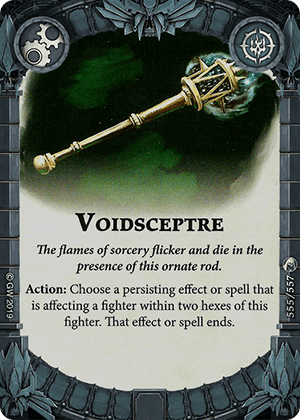 VOIDSCEPTRE
The flames of sorcery flicker and die in the
presence of this ornate rod.
Action: Choose a persisting effect or spell that
is affecting a fighter within two hexes of this
fighter. That effect or spell ends.
© GW 2019
555/557